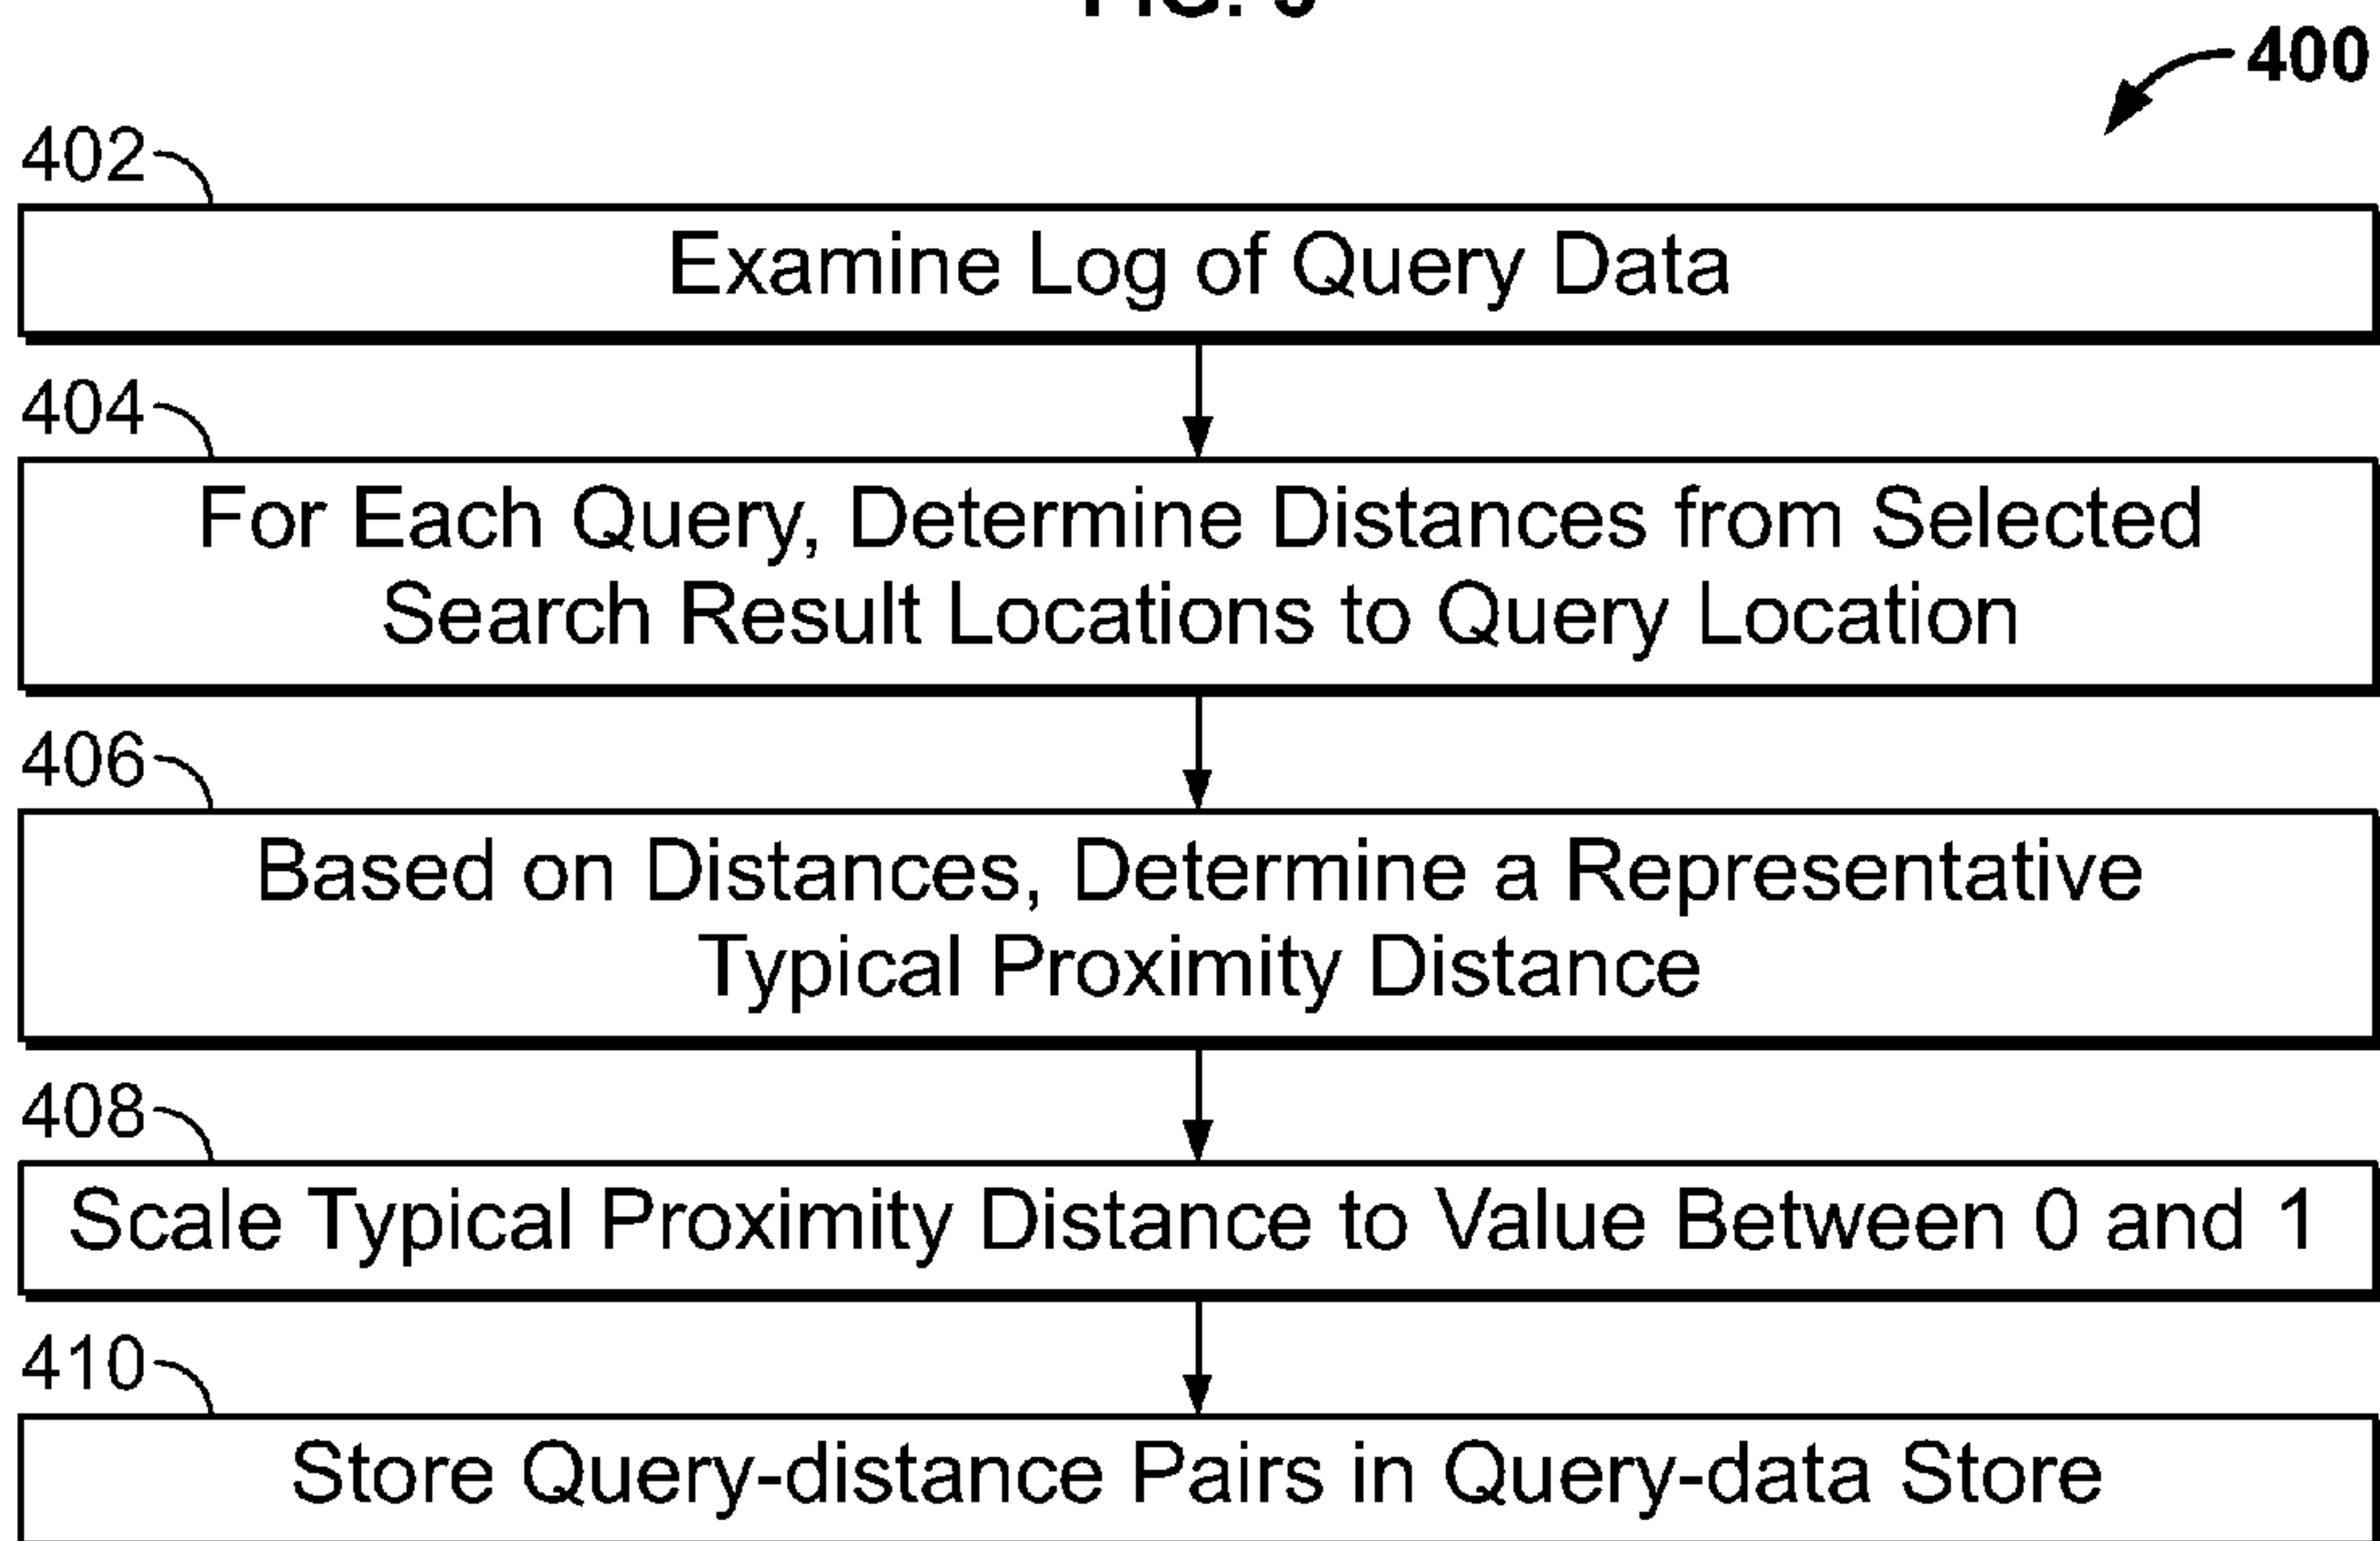 400
402
Examine Log of Query Data
404
For Each Query, Determine Distances from Selected
Search Result Locations to Query Location
406
Based on Distances, Determine a Representative
Typical Proximity Distance
408
Scale Typical Proximity Distance to Value Between 0 and 1
410
Store Query-distance Pairs in Query-data Store